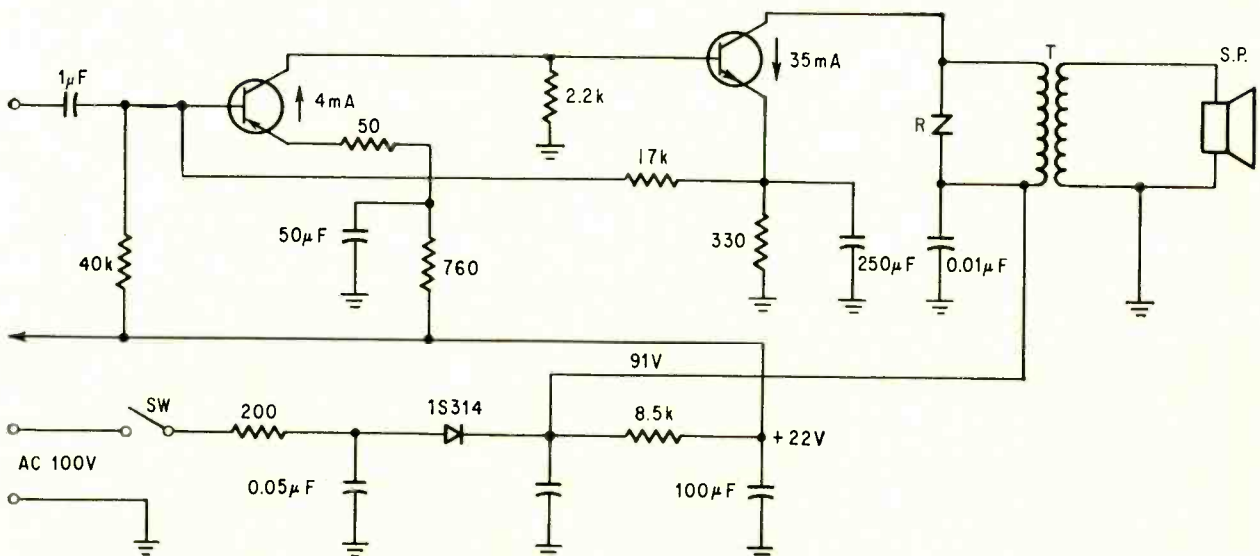 1μF
4mA
50
2.2k
35mA
T
S.P.
R
17k
40k
50μF
760
330
250μF
0.01μF
91V
SW
200
1S314
8.5k
+22V
AC 100V
0.05μF
100μF